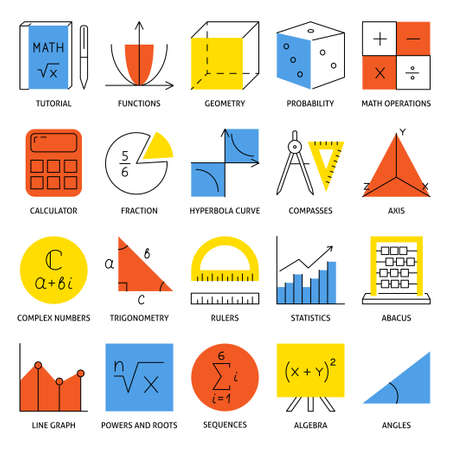 MATH
√x
TUTORIAL
FUNCTIONS
GEOMETRY
PROBABILITY
+ −
× ÷
MATH OPERATIONS
CALCULATOR
5/6
FRACTION
HYPERBOLA CURVE
COMPASSES
Y
Z X
AXIS
ℂ
a+bi
COMPLEX NUMBERS
a b
c
TRIGONOMETRY
RULERS
STATISTICS
ABACUS
LINE GRAPH
n√x
POWERS AND ROOTS
6
Σ i
i=1
SEQUENCES
(x+y)²
ALGEBRA
ANGLES